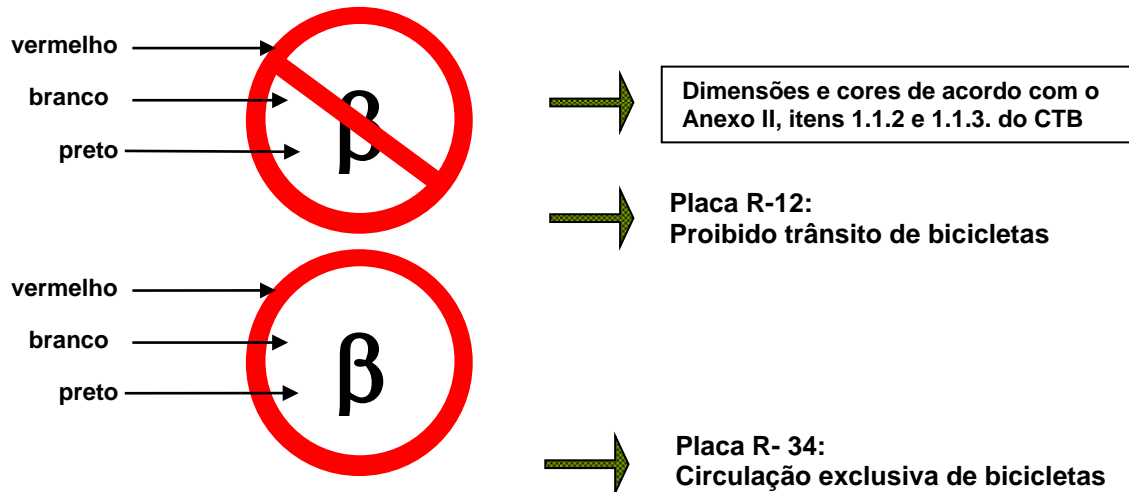 vermelho
branco
preto
β
Dimensões e cores de acordo com o
Anexo II, itens 1.1.2 e 1.1.3. do CTB
Placa R-12:
Proibido trânsito de bicicletas
vermelho
branco
preto
β
Placa R- 34:
Circulação exclusiva de bicicletas